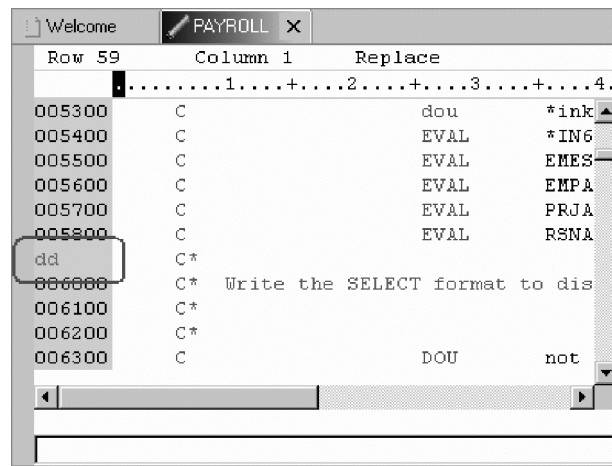 Welcome PAYROLL
Row 59 Column 1 Replace
.........1....+....2....+....3....+....4.
005300 C dou *ink
005400 C EVAL *IN6
005500 C EVAL EMES
005600 C EVAL EMPA
005700 C EVAL PRJA
005800 C EVAL RSNA
dd C*
006000 C* Write the SELECT format to dis
006100 C*
006200 C*
006300 C DOU not